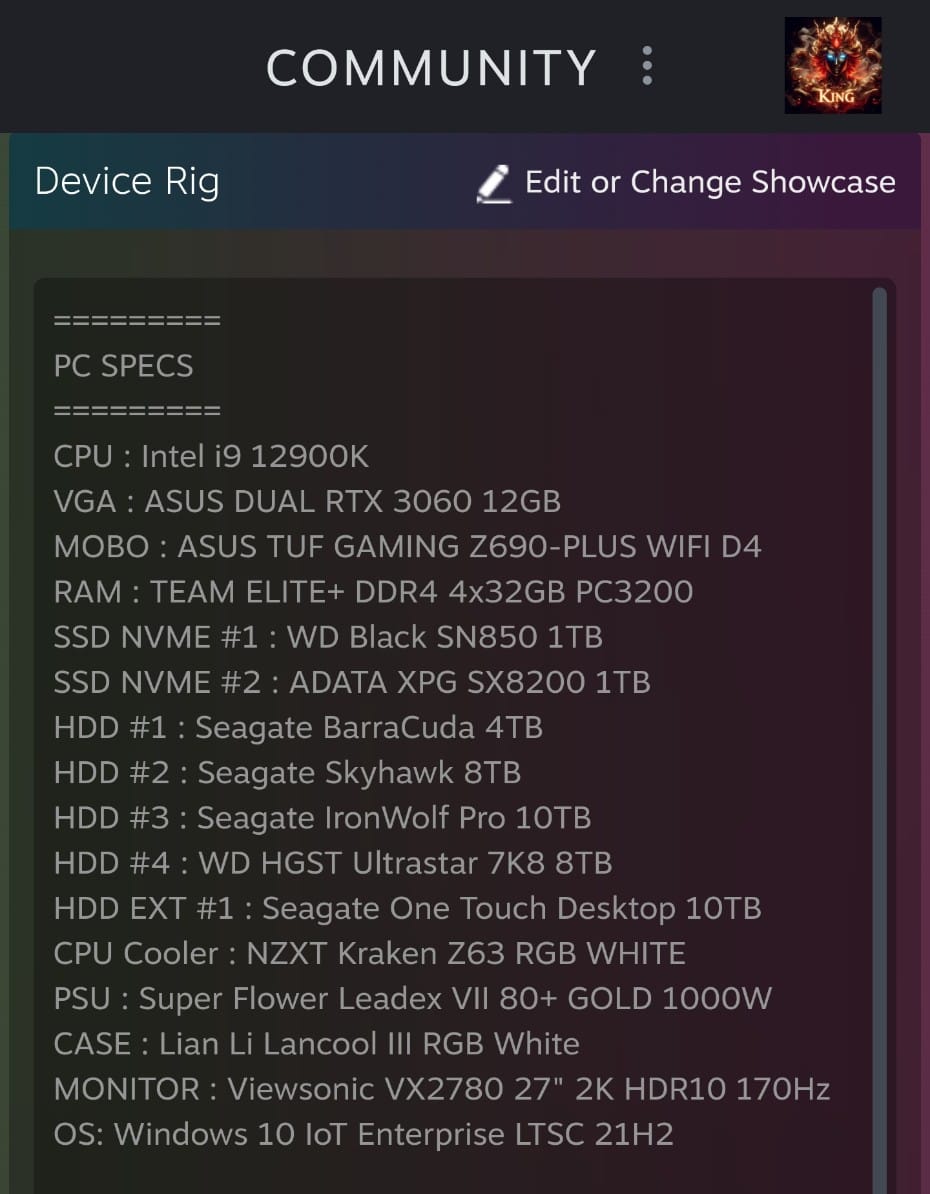 COMMUNITY
KING
Device Rig
Edit or Change Showcase
=========
PC SPECS
=========
CPU : Intel i9 12900K
VGA : ASUS DUAL RTX 3060 12GB
MOBO : ASUS TUF GAMING Z690-PLUS WIFI D4
RAM : TEAM ELITE+ DDR4 4x32GB PC3200
SSD NVME #1 : WD Black SN850 1TB
SSD NVME #2 : ADATA XPG SX8200 1TB
HDD #1 : Seagate BarraCuda 4TB
HDD #2 : Seagate Skyhawk 8TB
HDD #3 : Seagate IronWolf Pro 10TB
HDD #4 : WD HGST Ultrastar 7K8 8TB
HDD EXT #1 : Seagate One Touch Desktop 10TB
CPU Cooler : NZXT Kraken Z63 RGB WHITE
PSU : Super Flower Leadex VII 80+ GOLD 1000W
CASE : Lian Li Lancool III RGB White
MONITOR : Viewsonic VX2780 27" 2K HDR10 170Hz
OS: Windows 10 IoT Enterprise LTSC 21H2